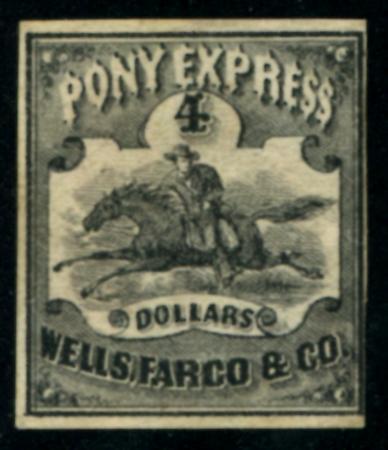 PONY EXPRESS
4
DOLLARS
WELLS, FARGO & CO.